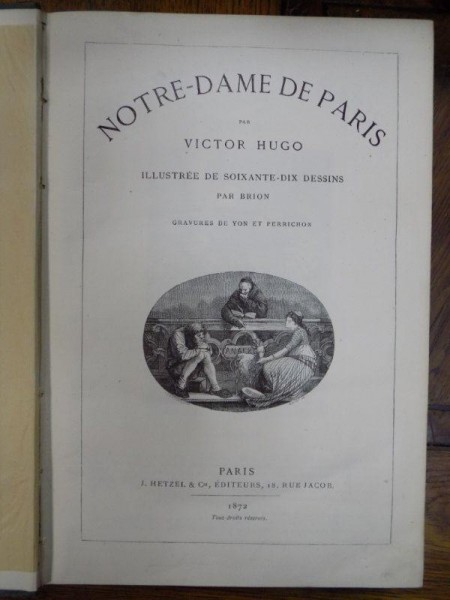 NOTRE-DAME DE PARIS
PAR
VICTOR HUGO
ILLUSTRÉE DE SOIXANTE-DIX DESSINS
PAR BRION
GRAVURES DE YON ET PERRICHON
PARIS
J. HETZEL & Cie, ÉDITEURS, 18, RUE JACOB.
1872
Tous droits réservés.